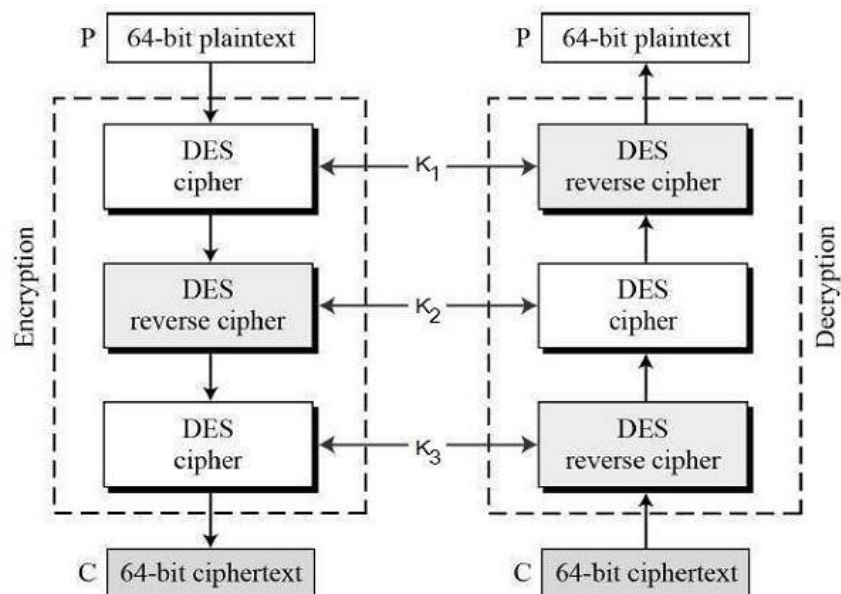 P 64-bit plaintext
P 64-bit plaintext
Encryption
DES
cipher
K1
DES
reverse cipher
DES
reverse cipher
K2
DES
cipher
DES
cipher
K3
DES
reverse cipher
Decryption
C 64-bit ciphertext
C 64-bit ciphertext